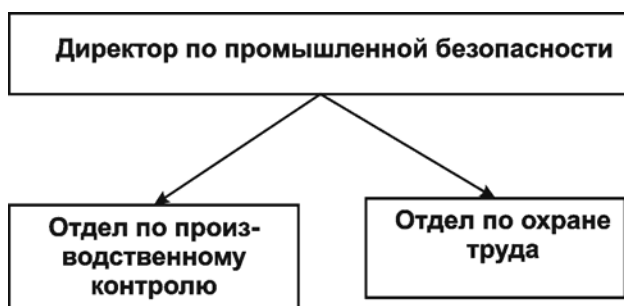 Директор по промышленной безопасности
Отдел по произ-
водственному
контролю
Отдел по охране
труда